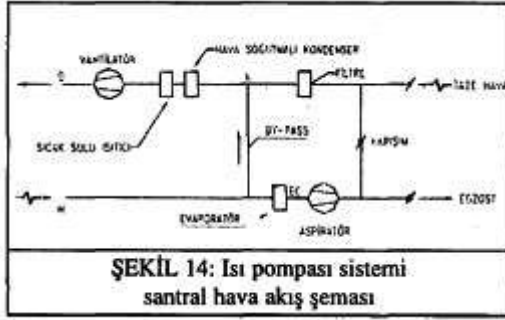 HAVA SOĞUTMALI KONDENSER
VANTİLATÖR
FİLTRE
TAZE HAVA
SICAK SULU ISITICI
BY-PASS
KARIŞIM
EVAPORATÖR
ASPİRATÖR
EGZOST
ŞEKİL 14: Isı pompası sistemi
santral hava akış şeması